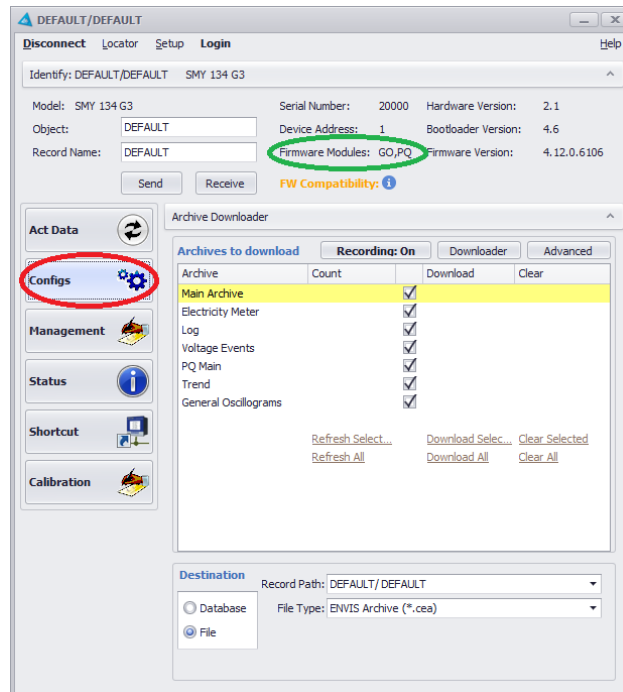 DEFAULT/DEFAULT
Disconnect Locator Setup Login Help
Identify: DEFAULT/DEFAULT SMY 134 G3
Model: SMY 134 G3 Serial Number: 20000 Hardware Version: 2.1
Object: DEFAULT Device Address: 1 Bootloader Version: 4.6
Record Name: DEFAULT Firmware Modules: GO,PQ Firmware Version: 4.12.0.6106
Send Receive FW Compatibility:
Act Data
Configs
Management
Status
Shortcut
Calibration
Archive Downloader
Archives to download Recording: On Downloader Advanced
Archive Count Download Clear
Main Archive
Electricity Meter
Log
Voltage Events
PQ Main
Trend
General Oscillograms
Refresh Select... Download Selec... Clear Selected
Refresh All Download All Clear All
Destination
Record Path: DEFAULT/DEFAULT
Database File Type: ENVIS Archive (*.cea)
File